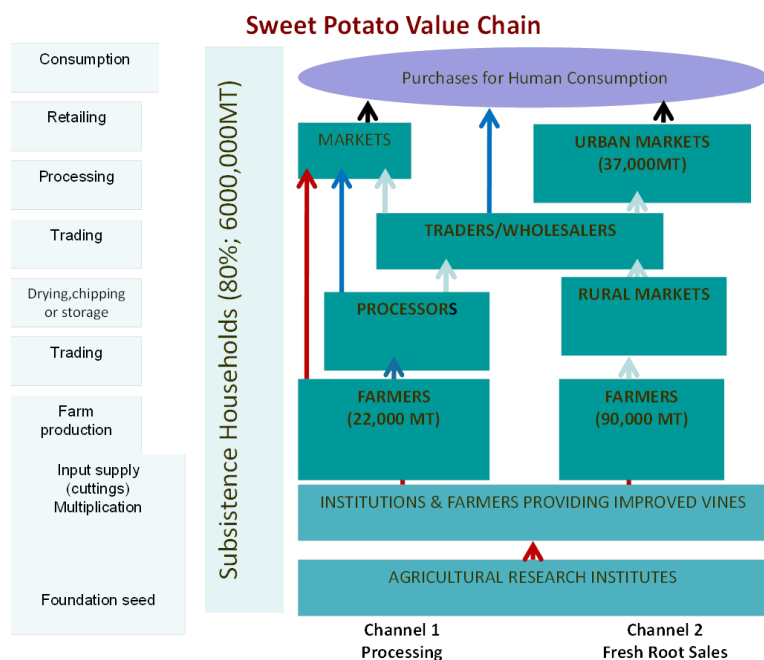 Sweet Potato Value Chain
Consumption
Retailing
Processing
Trading
Drying,chipping
or storage
Trading
Farm
production
Input supply
(cuttings)
Multiplication
Foundation seed
Subsistence Households (80%; 6000,000MT)
Purchases for Human Consumption
MARKETS
URBAN MARKETS
(37,000MT)
TRADERS/WHOLESALERS
PROCESSORS
RURAL MARKETS
FARMERS
(22,000 MT)
FARMERS
(90,000 MT)
INSTITUTIONS & FARMERS PROVIDING IMPROVED VINES
AGRICULTURAL RESEARCH INSTITUTES
Channel 1
Processing
Channel 2
Fresh Root Sales